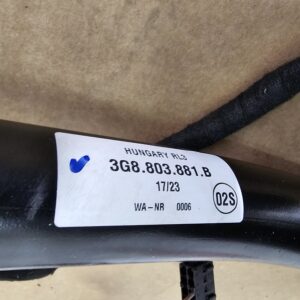 HUNGARY RL3
3G8.803.881.B
17/23
WA-NR 0006
02S